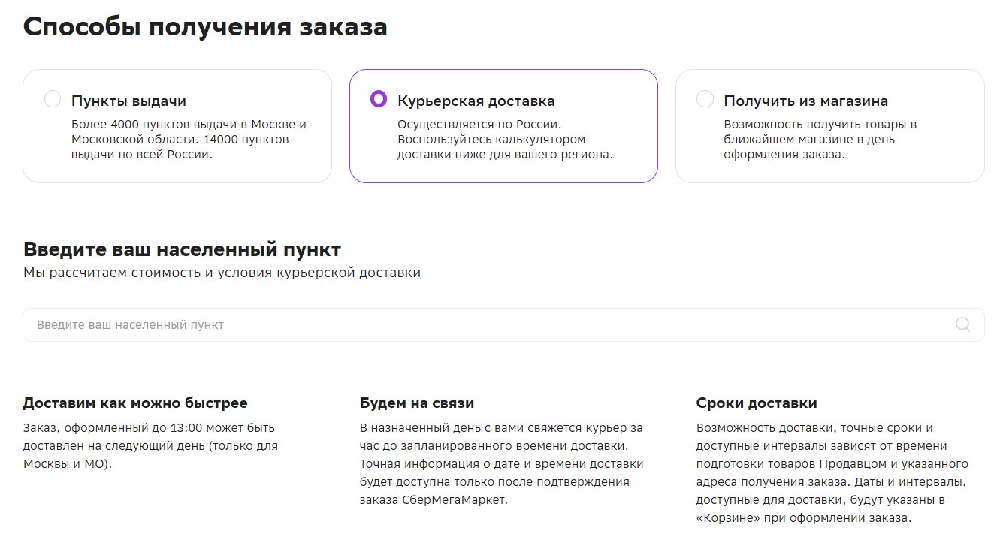 Способы получения заказа
Пункты выдачи
Более 4000 пунктов выдачи в Москве и
Московской области. 14000 пунктов
выдачи по всей России.
Курьерская доставка
Осуществляется по России.
Воспользуйтесь калькулятором
доставки ниже для вашего региона.
Получить из магазина
Возможность получить товары в
ближайшем магазине в день
оформления заказа.
Введите ваш населенный пункт
Мы рассчитаем стоимость и условия курьерской доставки
Введите ваш населенный пункт
Доставим как можно быстрее
Заказ, оформленный до 13:00 может быть
доставлен на следующий день (только для
Москвы и МО).
Будем на связи
В назначенный день с вами свяжется курьер за
час до запланированного времени доставки.
Точная информация о дате и времени доставки
будет доступна только после подтверждения
заказа СберМегаМаркет.
Сроки доставки
Возможность доставки, точные сроки и
доступные интервалы зависят от времени
подготовки товаров Продавцом и указанного
адреса получения заказа. Даты и интервалы,
доступные для доставки, будут указаны в
«Корзине» при оформлении заказа.